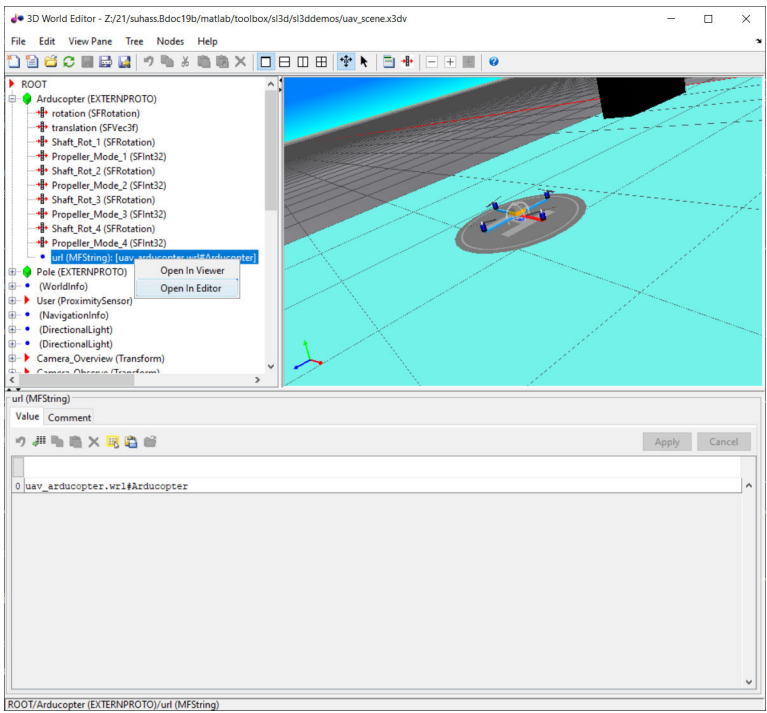 3D World Editor - Z:/21/suhass.Bdoc19b/matlab/toolbox/sl3d/sl3ddemos/uav_scene.x3dv
File Edit View Pane Tree Nodes Help
ROOT
Arducopter (EXTERNPROTO)
rotation (SFRotation)
translation (SFVec3f)
Shaft_Rot_1 (SFRotation)
Propeller_Mode_1 (SFInt32)
Shaft_Rot_2 (SFRotation)
Propeller_Mode_2 (SFInt32)
Shaft_Rot_3 (SFRotation)
Propeller_Mode_3 (SFInt32)
Shaft_Rot_4 (SFRotation)
Propeller_Mode_4 (SFInt32)
url (MFString): [uav_arducopter.wrl#Arducopter]
Pole (EXTERNPROTO)
Open In Viewer
(WorldInfo)
Open In Editor
User (ProximitySensor)
(NavigationInfo)
(DirectionalLight)
(DirectionalLight)
Camera_Overview (Transform)
Camera_Observe (Transform)
H
url (MFString)
Value Comment
Apply Cancel
0 uav_arducopter.wrl#Arducopter
ROOT/Arducopter (EXTERNPROTO)/url (MFString)